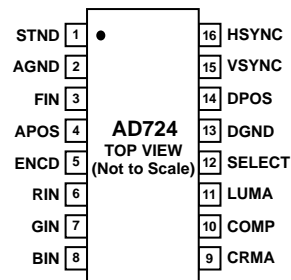 STND 1 16 HSYNC
AGND 2 15 VSYNC
FIN 3 14 DPOS
APOS 4 AD724 13 DGND
ENCD 5 TOP VIEW 12 SELECT
(Not to Scale)
RIN 6 11 LUMA
GIN 7 10 COMP
BIN 8 9 CRMA